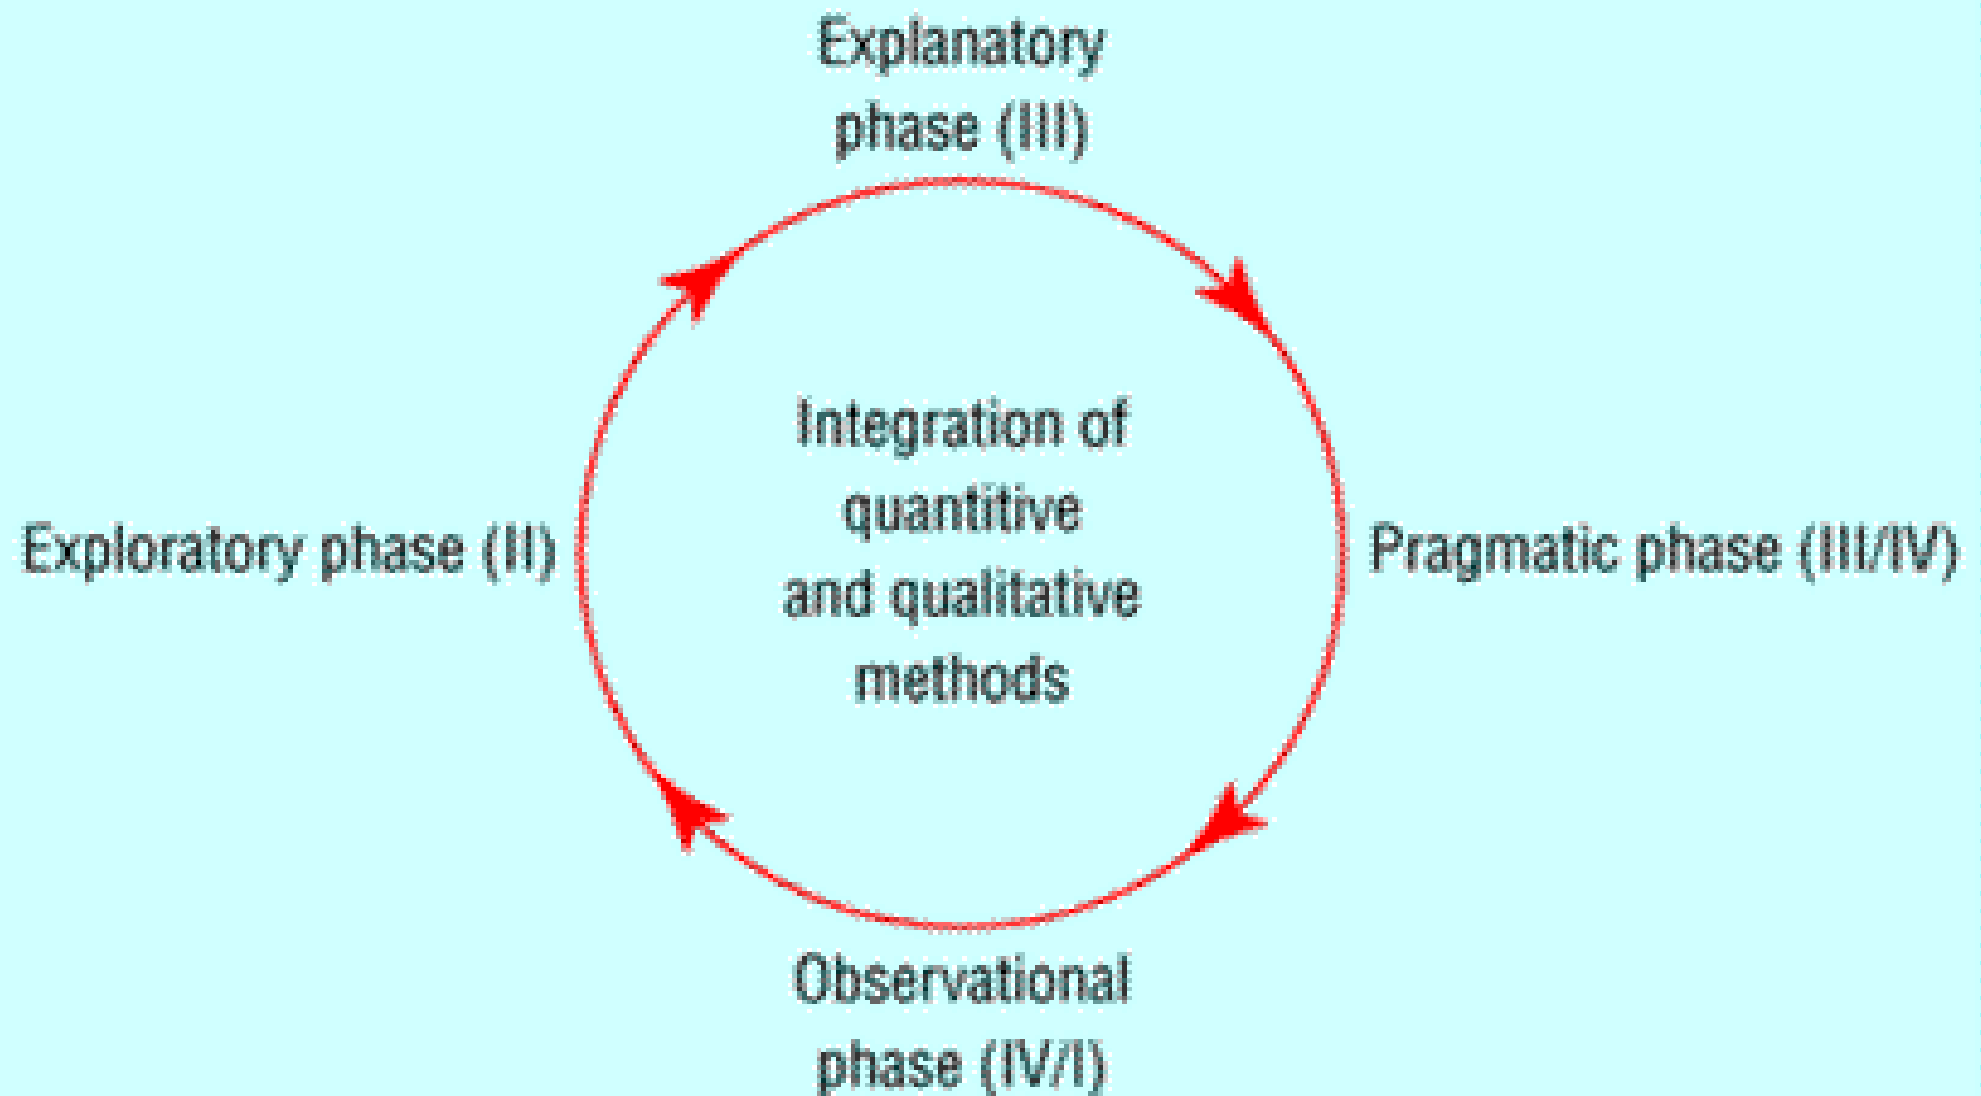 Explanatory
phase (III)
Integration of
quantitive
and qualitative
methods
Exploratory phase (II)
Pragmatic phase (III/IV)
Observational
phase (IV/I)